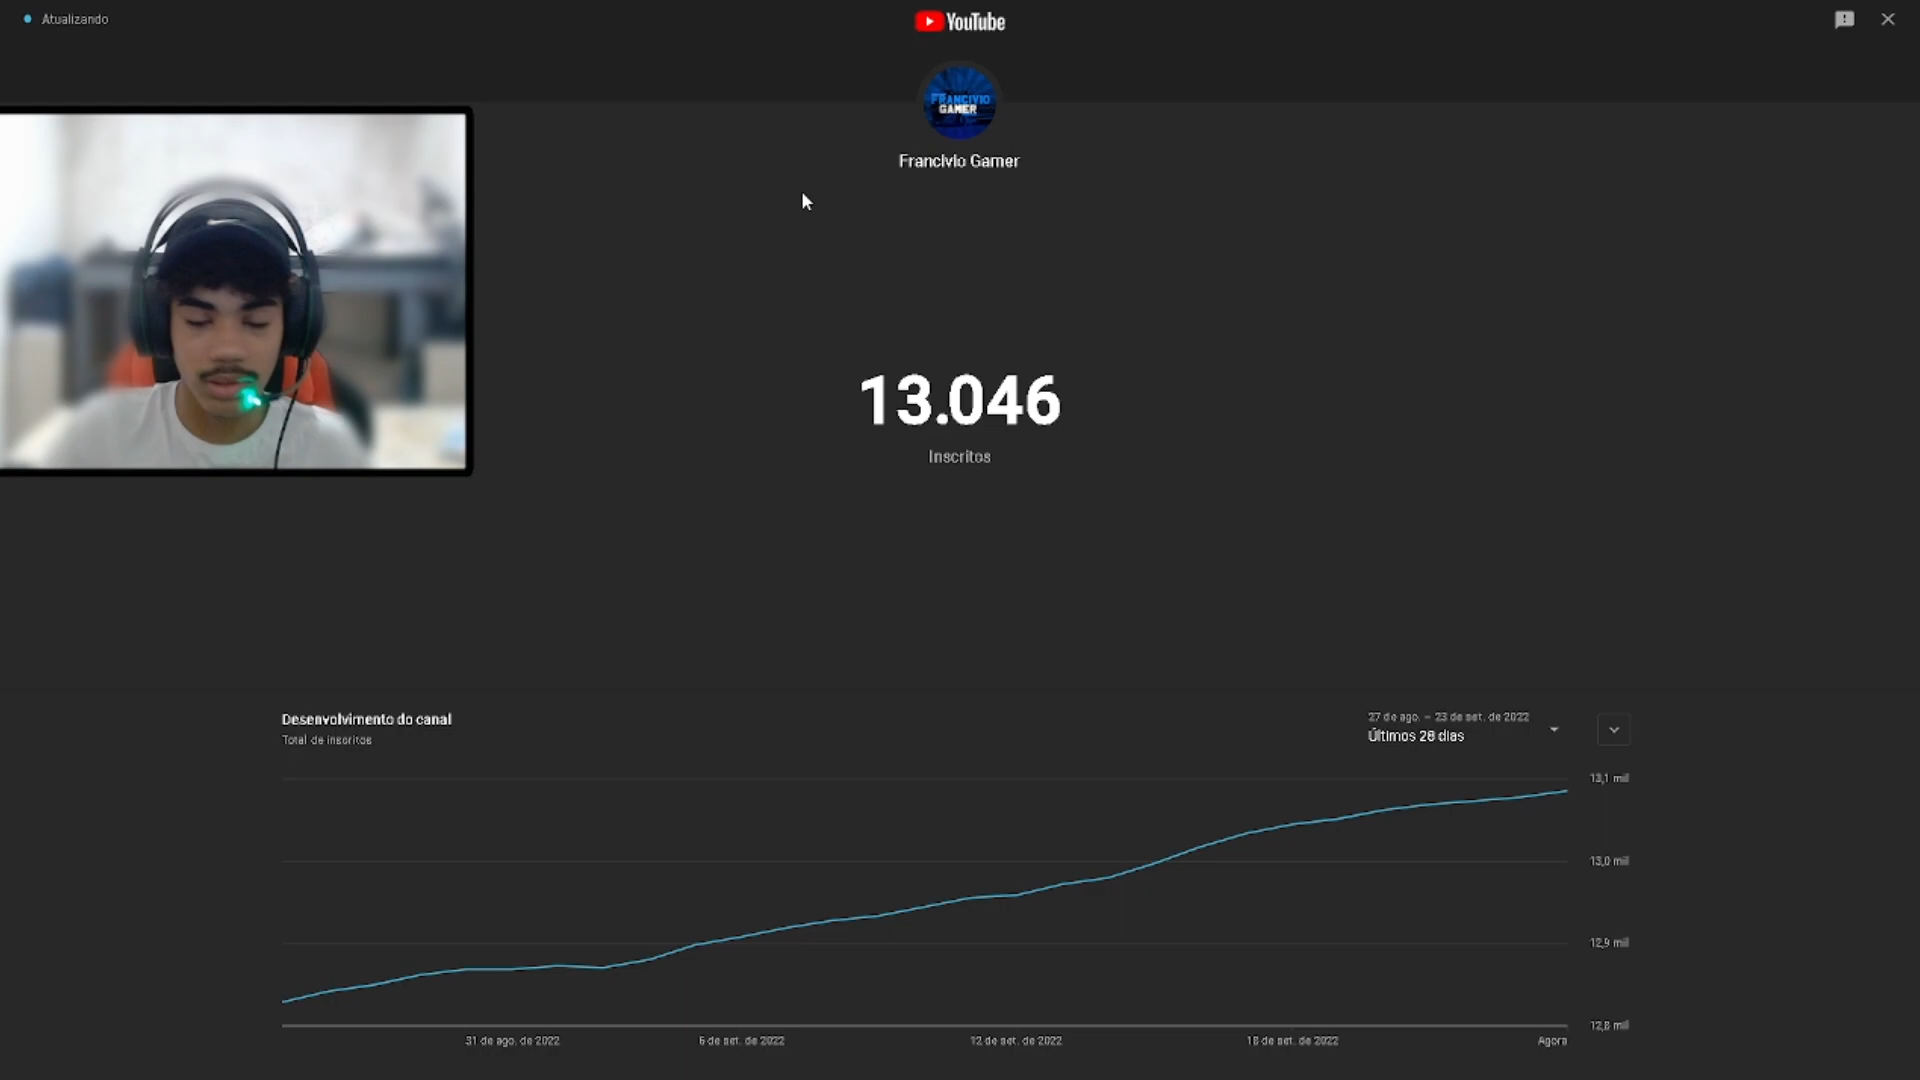 Atualizando
YouTube
FRANCIVIO
GAMER
Francivio Gamer
13.046
Inscritos
Desenvolvimento do canal
Total de inscritos
27 de ago. – 23 de set. de 2022
Últimos 28 dias
13,1 mil
13,0 mil
12,9 mil
12,8 mil
31 de ago. de 2022
6 de set. de 2022
12 de set. de 2022
18 de set. de 2022
Agora